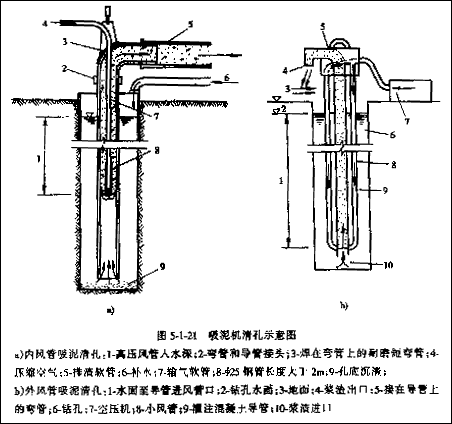 4
3
2
5
6
7
1
8
9
a)
5
4
3
2
7
6
1
8
9
10
b)
图 5-1-21 吸泥机清孔示意图
a)内风管吸泥清孔:1-高压风管入水深;2-弯管和导管接头;3-焊在弯管上的耐磨短弯管;4-
压缩空气;5-排渣软管;6-补水;7-输气软管;8-φ25 钢管长度大于 2m;9-孔底沉渣;
b)外风管吸泥清孔:1-水面至导管进风管口;2-钻孔水面;3-地面;4-浆渣出口;5-接在导管上
的弯管;6-钻孔;7-空压机;8-小风管;9-灌注混凝土导管;10-浆渣进口